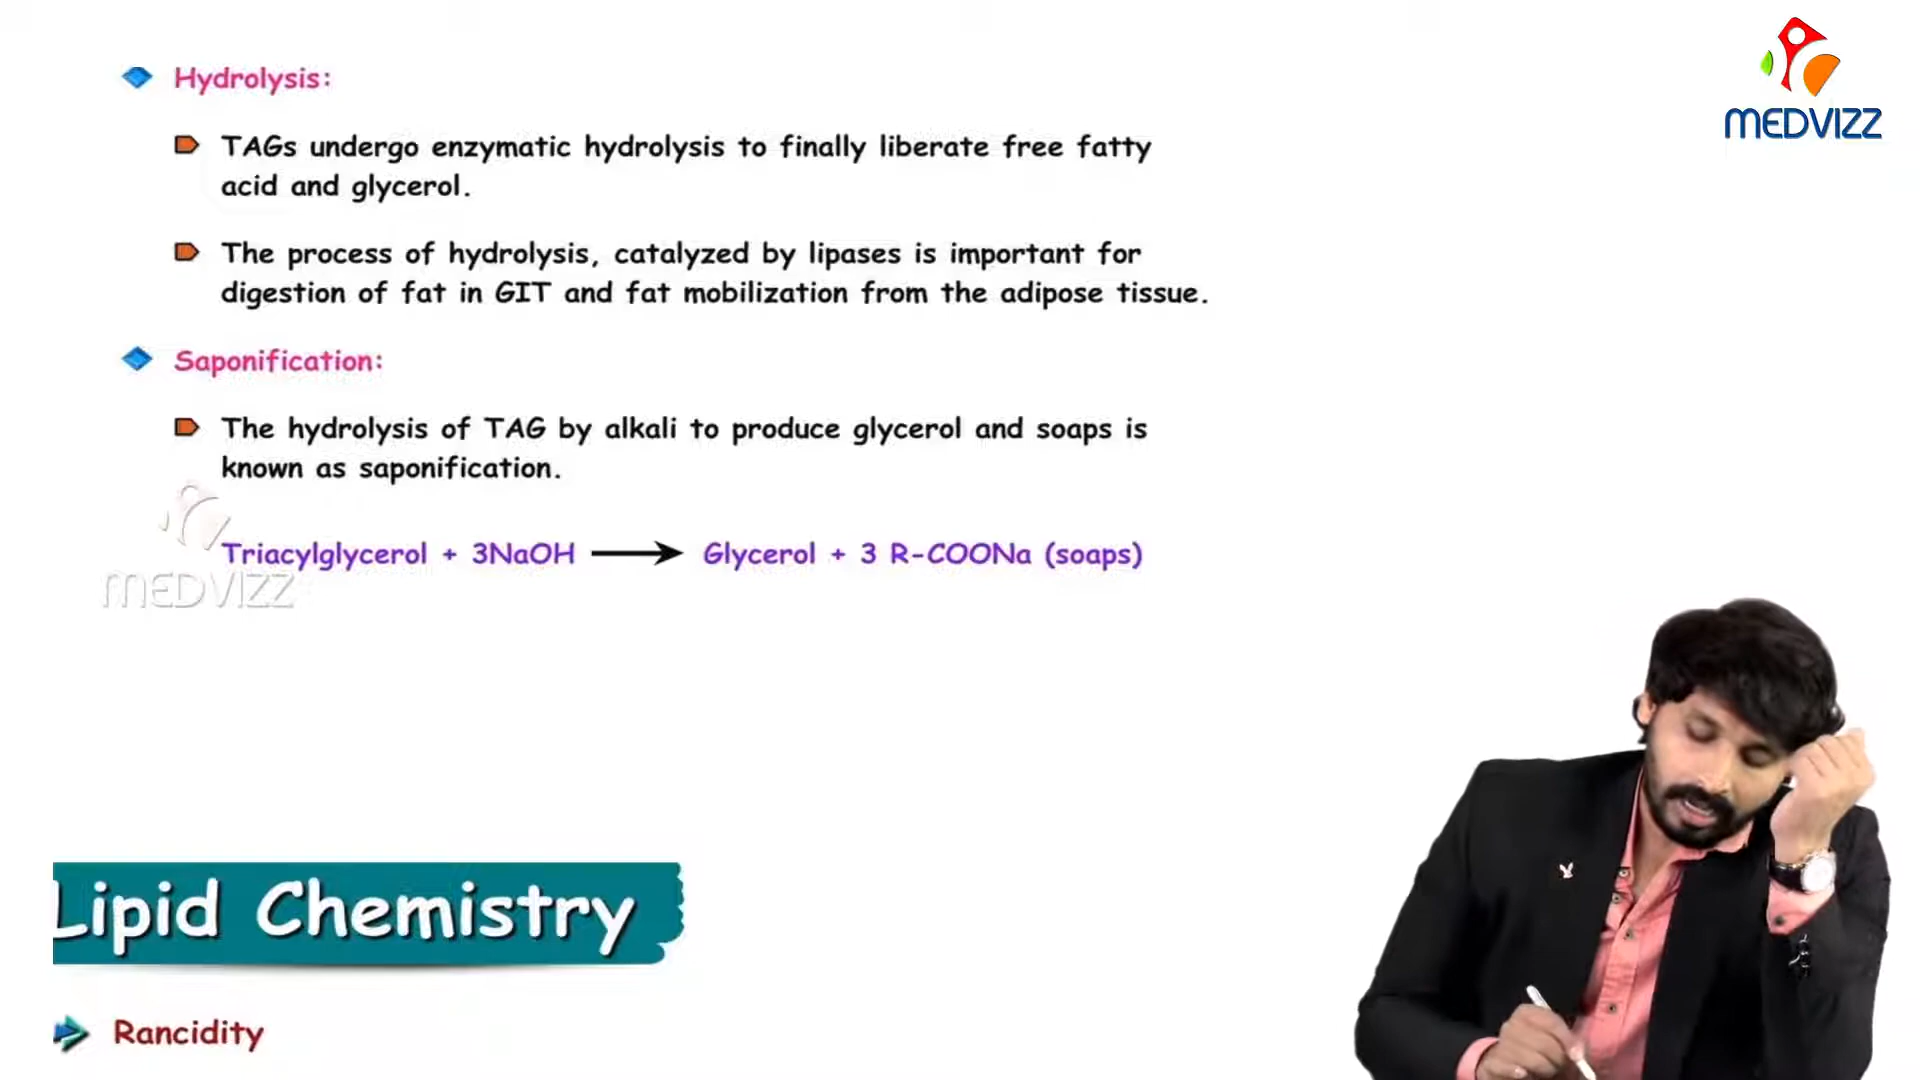 Hydrolysis:
TAGs undergo enzymatic hydrolysis to finally liberate free fatty
acid and glycerol.
The process of hydrolysis, catalyzed by lipases is important for
digestion of fat in GIT and fat mobilization from the adipose tissue.
Saponification:
The hydrolysis of TAG by alkali to produce glycerol and soaps is
known as saponification.
Triacylglycerol + 3NaOH ⟶ Glycerol + 3 R-COONa (soaps)
MEDVIZZ
Lipid Chemistry
Rancidity
MEDVIZZ